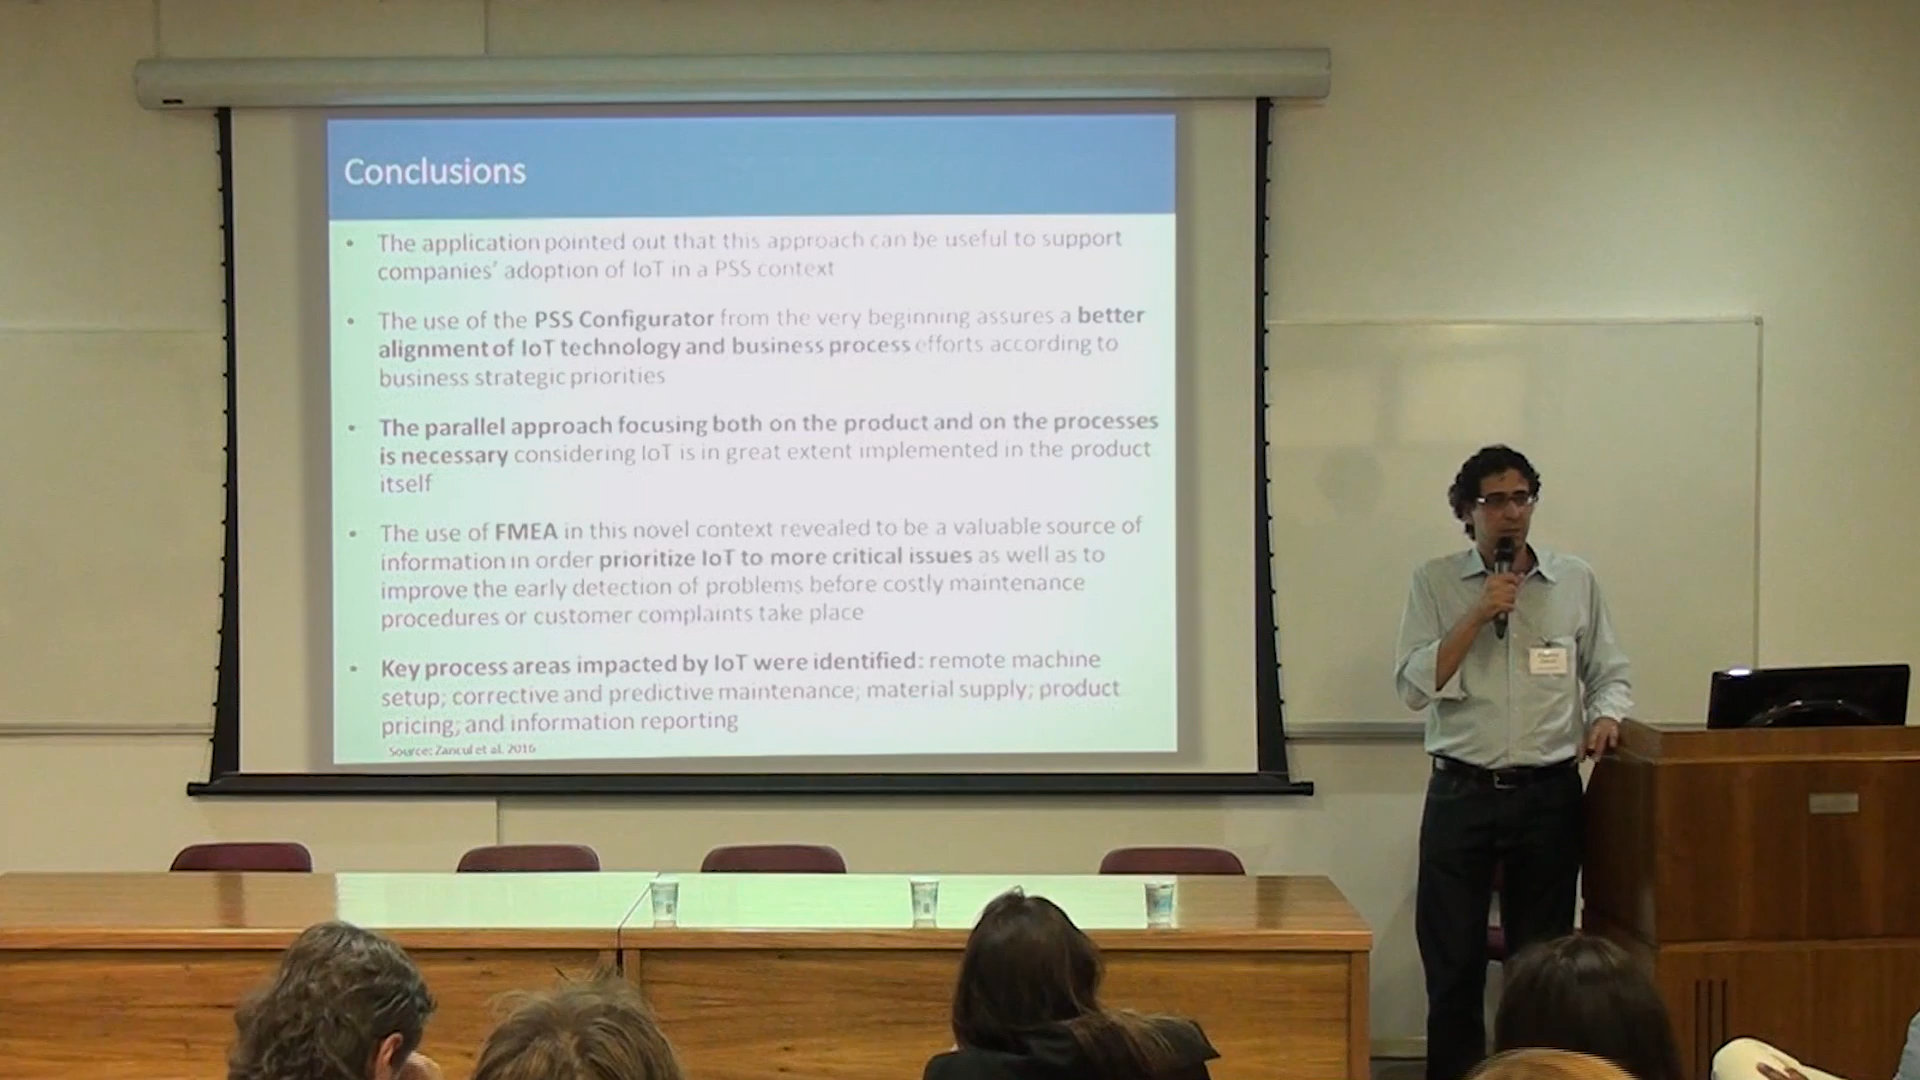 Conclusions
• The application pointed out that this approach can be useful to support
companies' adoption of IoT in a PSS context
• The use of the PSS Configurator from the very beginning assures a better
alignment of IoT technology and business process efforts according to
business strategic priorities
• The parallel approach focusing both on the product and on the processes
is necessary considering IoT is in great extent implemented in the product
itself
• The use of FMEA in this novel context revealed to be a valuable source of
information in order prioritize IoT to more critical issues as well as to
improve the early detection of problems before costly maintenance
procedures or customer complaints take place
• Key process areas impacted by IoT were identified: remote machine
setup; corrective and predictive maintenance; material supply; product
pricing; and information reporting
Source: Zancul et al. 2016